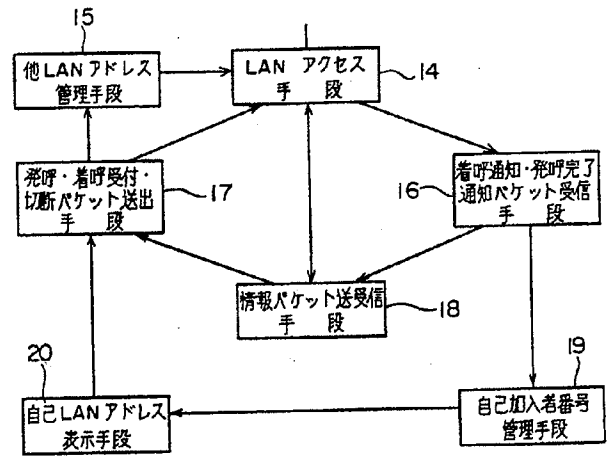 15
他LANアドレス
管理手段
LAN アクセス
手 段
14
発呼・着呼受付・
切断パケット送出
手 段
17
着呼通知・発呼完了
通知パケット受信
手 段
16
情報パケット送受信
手 段
18
20
自己LANアドレス
表示手段
19
自己加入者番号
管理手段